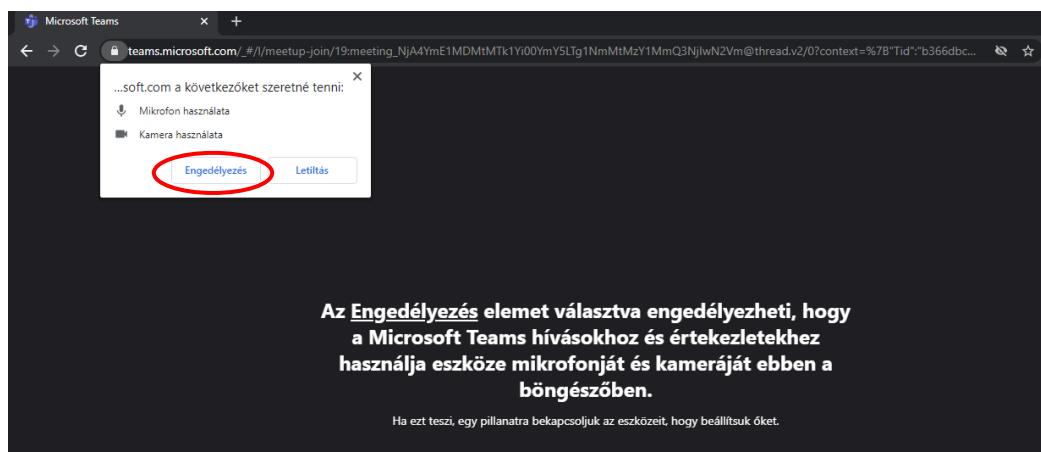 Microsoft Teams
teams.microsoft.com/_#/l/meetup-join/19:meeting_NjA4YmE1MDMtMTk1Yi00YmY5LTg1NmMtMzY1MmQ3NjIwN2Vm@thread.v2/0?context=%7B"Tid":"b366dbc...
...soft.com a következőket szeretné tenni:
Mikrofon használata
Kamera használata
Engedélyezés Letiltás
Az Engedélyezés elemet választva engedélyezheti, hogy
a Microsoft Teams hívásokhoz és értekezletekhez
használja eszköze mikrofonját és kameráját ebben a
böngészőben.
Ha ezt teszi, egy pillanatra bekapcsoljuk az eszközeit, hogy beállítsuk őket.